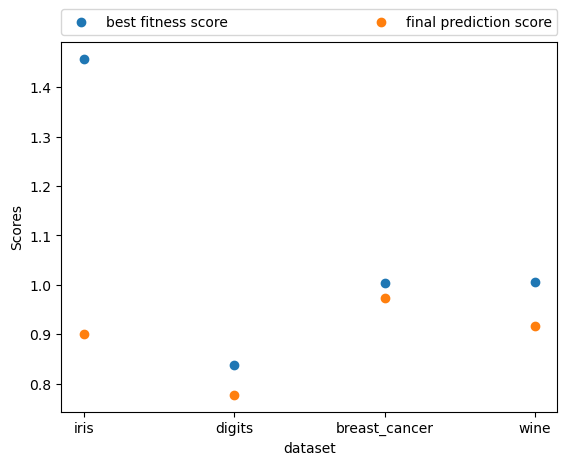 best fitness score
final prediction score
1.4
1.3
1.2
1.1
1.0
0.9
0.8
Scores
iris
digits
breast_cancer
wine
dataset